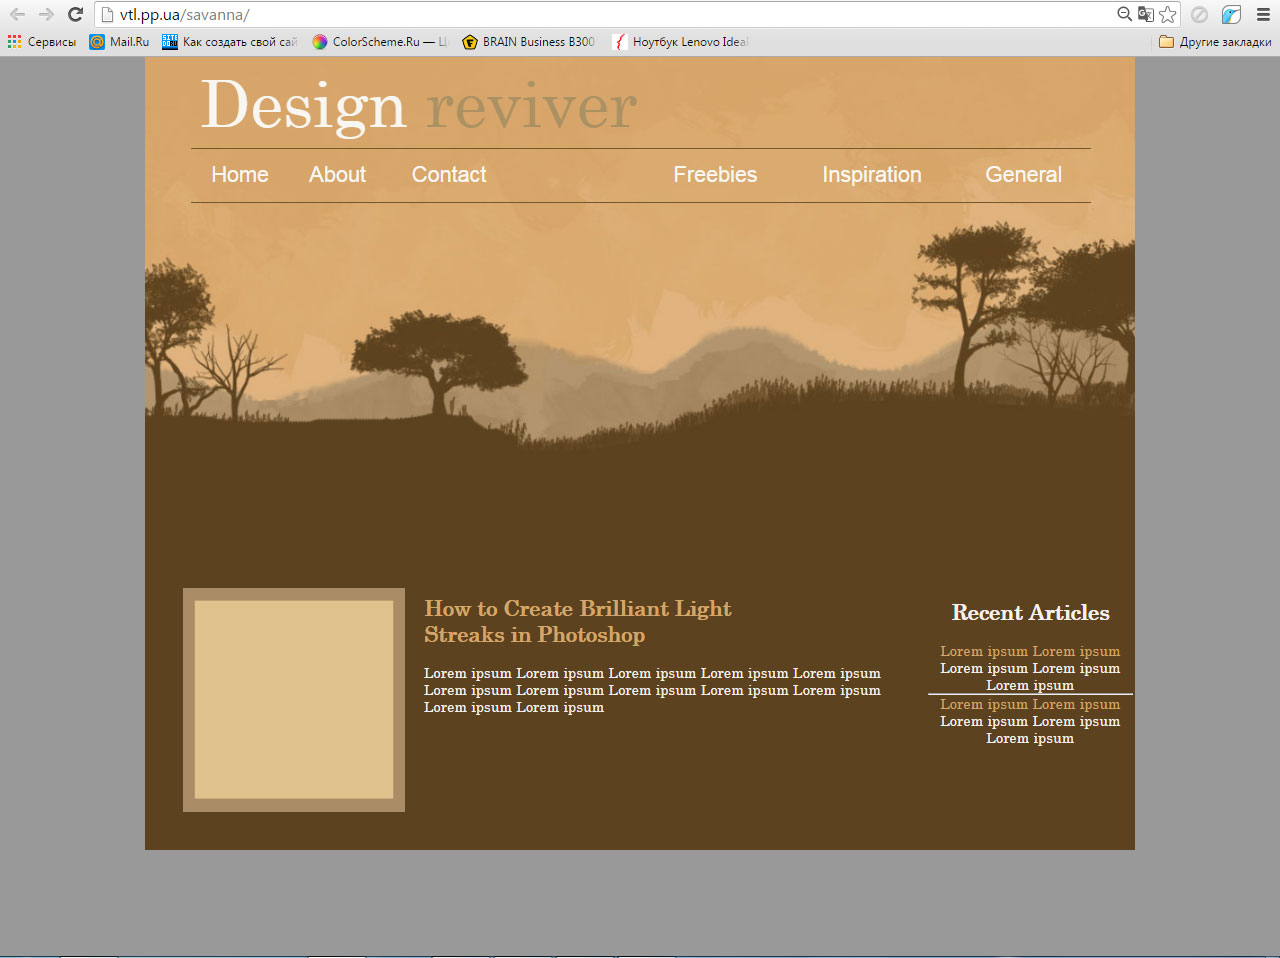 vtl.pp.ua/savanna/
Сервисы Mail.Ru Как создать свой сай ColorScheme.Ru — Ц BRAIN Business B300 Ноутбук Lenovo Idea Другие закладки
Design reviver
Home About Contact Freebies Inspiration General
How to Create Brilliant Light
Streaks in Photoshop
Lorem ipsum Lorem ipsum Lorem ipsum Lorem ipsum Lorem ipsum
Lorem ipsum Lorem ipsum Lorem ipsum Lorem ipsum Lorem ipsum
Lorem ipsum Lorem ipsum
Recent Articles
Lorem ipsum Lorem ipsum
Lorem ipsum Lorem ipsum
Lorem ipsum
Lorem ipsum Lorem ipsum
Lorem ipsum Lorem ipsum
Lorem ipsum